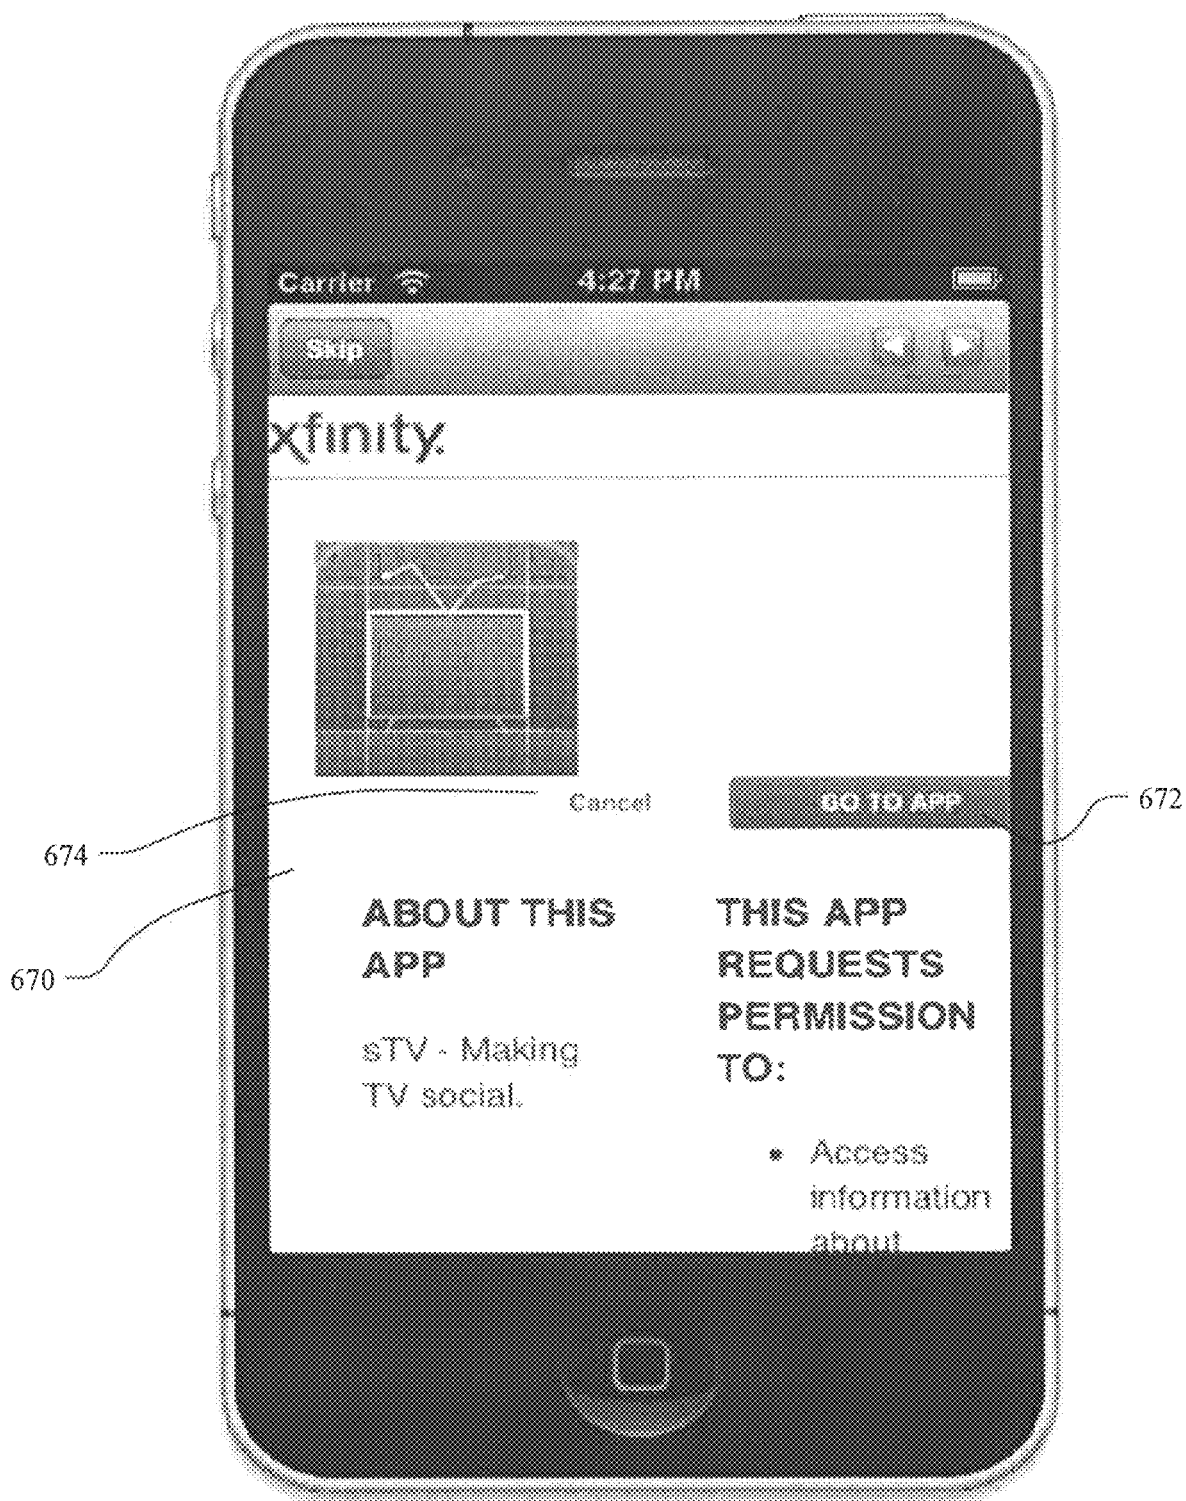 Carrier 4:27 PM
Skip
xfinity.
Cancel
GO TO APP
672
674
670
ABOUT THIS
APP
sTV - Making
TV social.
THIS APP
REQUESTS
PERMISSION
TO:
• Access
information
about